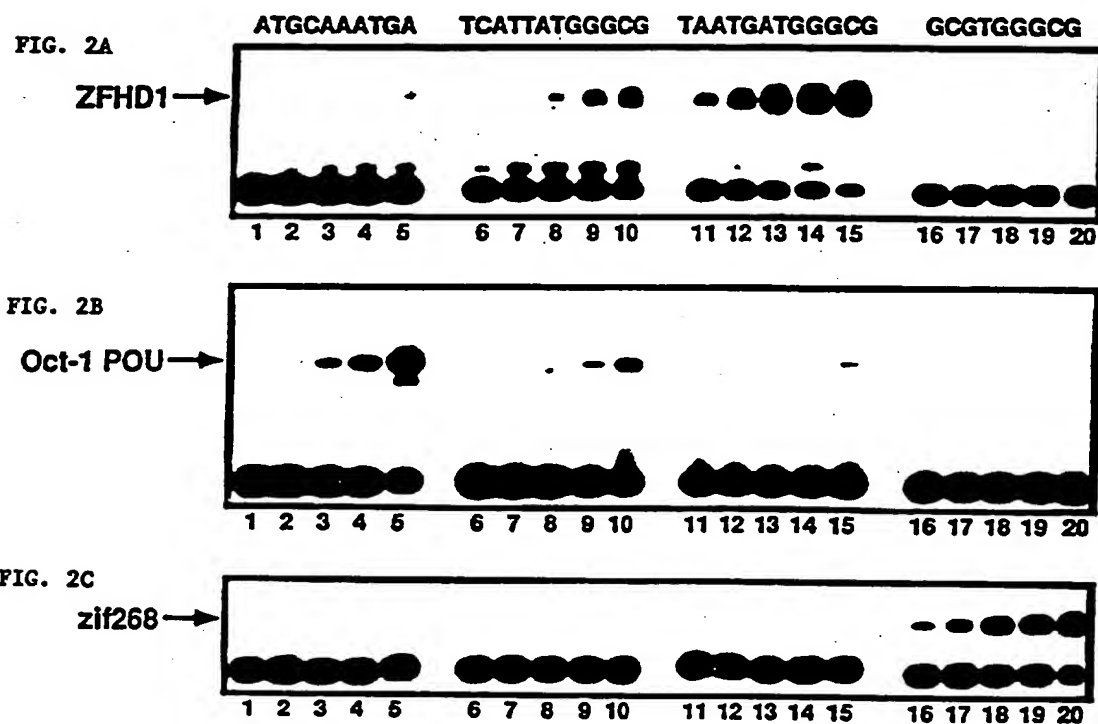 ATGCAAATGA TCATTATGGGCG TAATGATGGGCG GCGTGGGCG
FIG. 2A
ZFHD1
1 2 3 4 5 6 7 8 9 10 11 12 13 14 15 16 17 18 19 20
FIG. 2B
Oct-1 POU
1 2 3 4 5 6 7 8 9 10 11 12 13 14 15 16 17 18 19 20
FIG. 2C
zif268
1 2 3 4 5 6 7 8 9 10 11 12 13 14 15 16 17 18 19 20